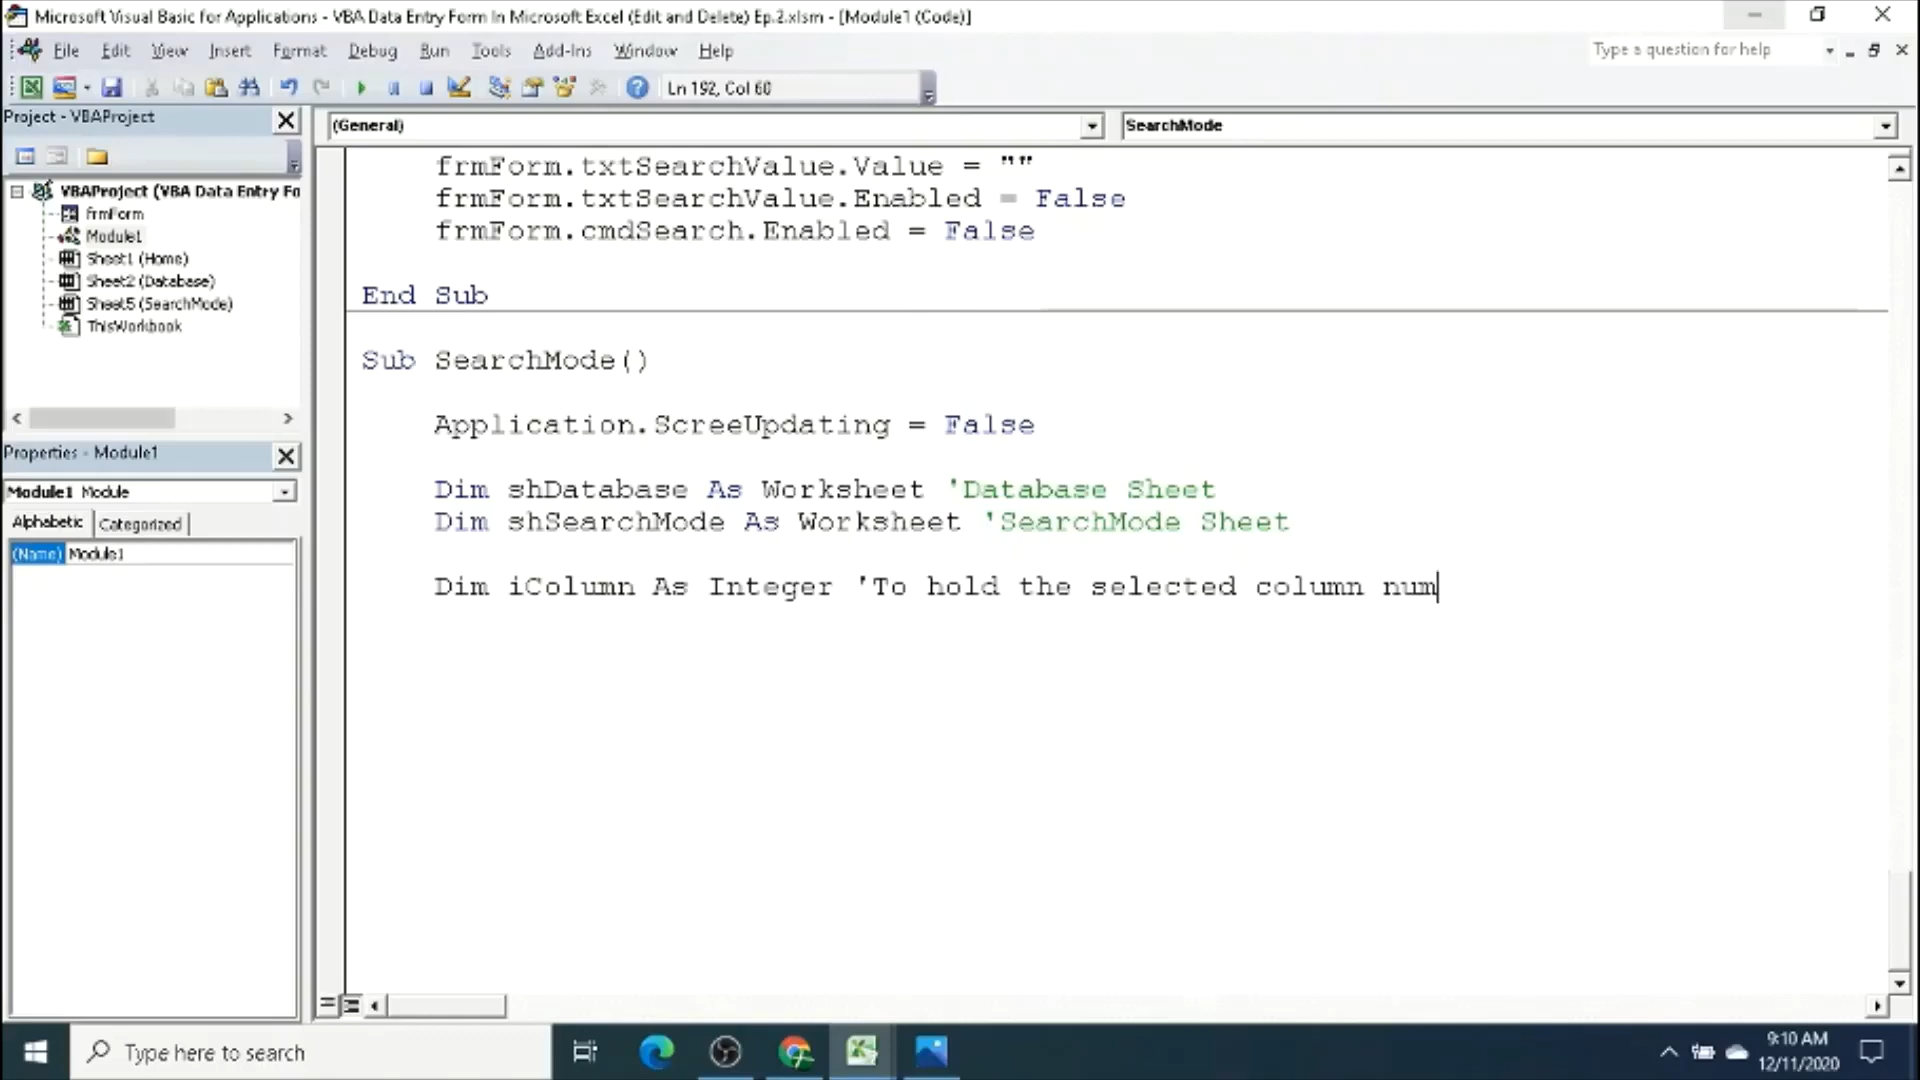 Microsoft Visual Basic for Applications - VBA Data Entry Form In Microsoft Excel (Edit and Delete) Ep.2.xlsm - [Module1 (Code)]
File Edit View Insert Format Debug Run Tools Add-Ins Window Help
Type a question for help
Ln 192, Col 60
Project - VBAProject
(General)
SearchMode
VBAProject (VBA Data Entry Fo
frmForm
Module1
Sheet1 (Home)
Sheet2 (Database)
Sheet5 (SearchMode)
ThisWorkbook
Properties - Module1
Module1 Module
Alphabetic Categorized
(Name) Module1
frmForm.txtSearchValue.Value = ""
frmForm.txtSearchValue.Enabled = False
frmForm.cmdSearch.Enabled = False
End Sub
Sub SearchMode()
Application.ScreeUpdating = False
Dim shDatabase As Worksheet 'Database Sheet
Dim shSearchMode As Worksheet 'SearchMode Sheet
Dim iColumn As Integer 'To hold the selected column num
Type here to search
9:10 AM
12/11/2020